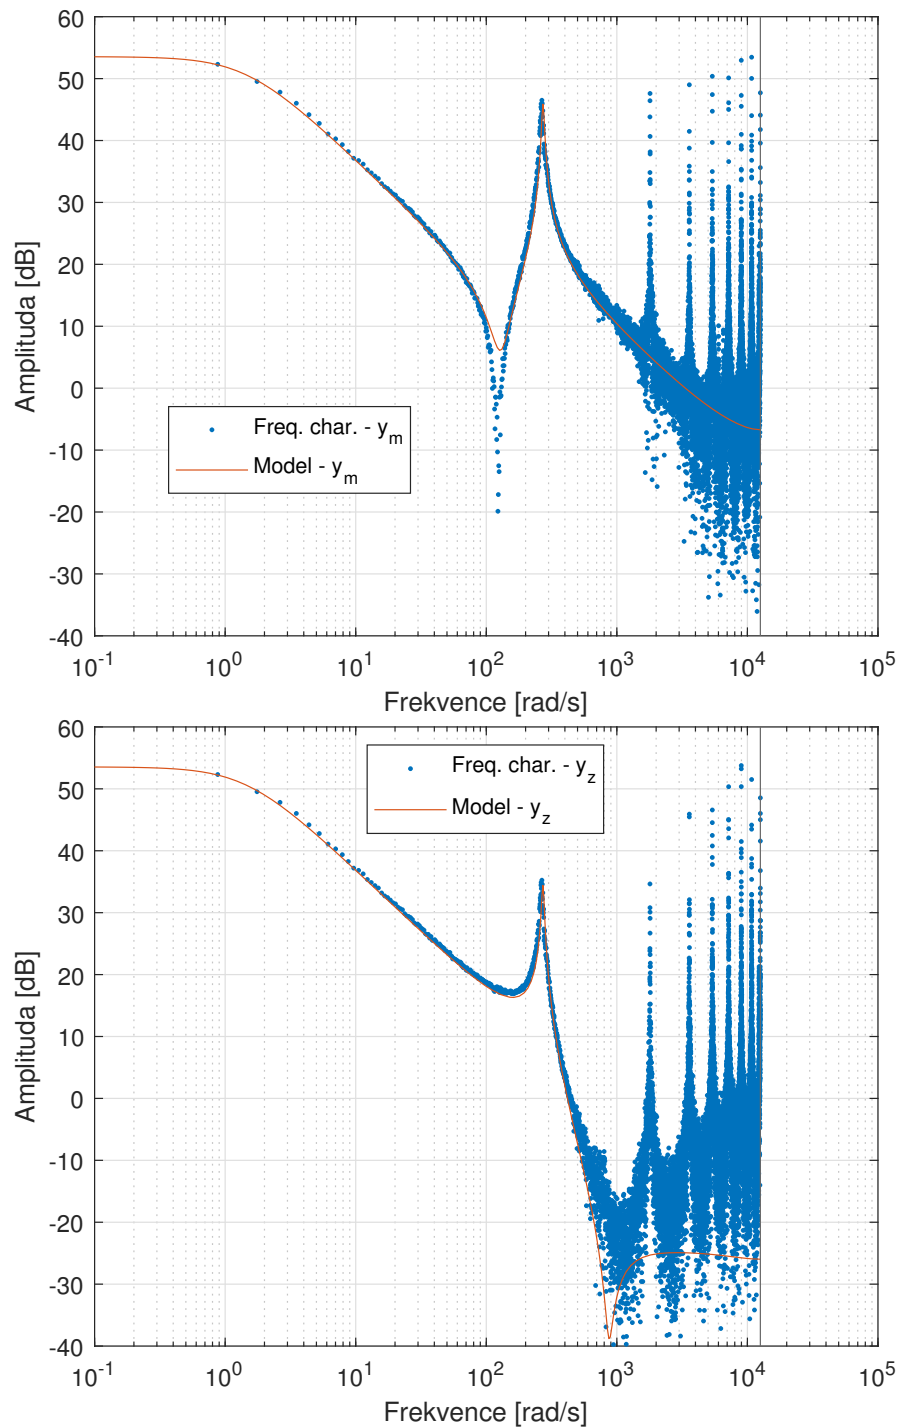 60
50
40
30
20
10
0
-10
-20
-30
-40
Amplituda [dB]
Freq. char. - y_m
Model - y_m
10^-1 10^0 10^1 10^2 10^3 10^4 10^5
Frekvence [rad/s]
60
50
40
30
20
10
0
-10
-20
-30
-40
Amplituda [dB]
Freq. char. - y_z
Model - y_z
10^-1 10^0 10^1 10^2 10^3 10^4 10^5
Frekvence [rad/s]